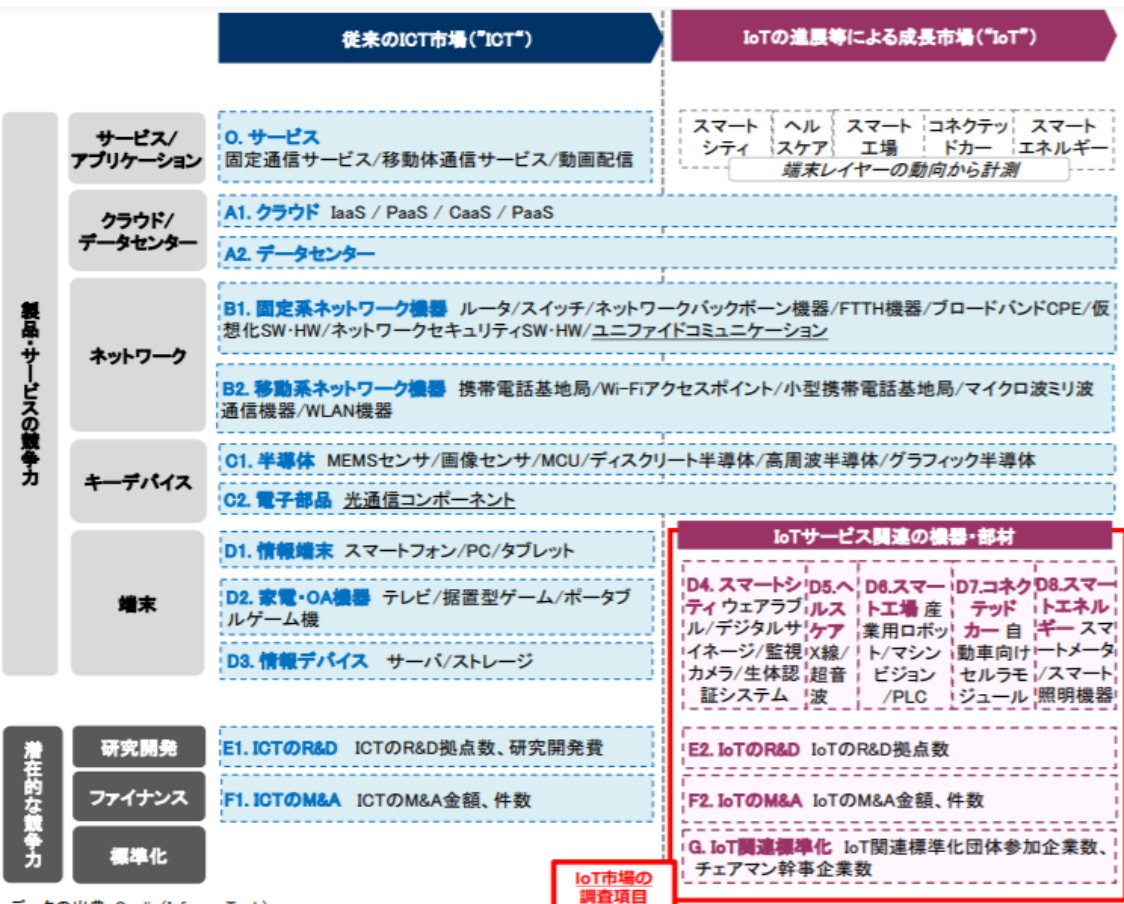 従来のICT市場("ICT“)
IoTの進展等による成長市場(“IoT”)
製品・サービスの競争力
サービス/
アプリケーション
O. サービス
固定通信サービス/移動体通信サービス/動画配信
スマート
シティ
ヘル
スケア
スマート
工場
コネクテッ
ドカー
スマート
エネルギー
端末レイヤーの動向から計測
クラウド/
データセンター
A1. クラウド IaaS / PaaS / CaaS / PaaS
A2. データセンター
ネットワーク
B1. 固定系ネットワーク機器 ルータ/スイッチ/ネットワークバックボーン機器/FTTH機器/ブロードバンドCPE/仮
想化SW・HW/ネットワークセキュリティSW・HW/ユニファイドコミュニケーション
B2. 移動系ネットワーク機器 携帯電話基地局/Wi-Fiアクセスポイント/小型携帯電話基地局/マイクロ波ミリ波
通信機器/WLAN機器
キーデバイス
C1. 半導体 MEMSセンサ/画像センサ/MCU/ディスクリート半導体/高周波半導体/グラフィック半導体
C2. 電子部品 光通信コンポーネント
端末
D1. 情報端末 スマートフォン/PC/タブレット
D2. 家電・OA機器 テレビ/据置型ゲーム/ポータブ
ルゲーム機
D3. 情報デバイス サーバ/ストレージ
IoTサービス関連の機器・部材
D4. スマートシ
ティ ウェアラブ
ル/デジタルサ
イネージ/監視
カメラ/生体認
証システム
D5.ヘ
ルス
ケア
X線/
超音
波
D6.スマー
ト工場 産
業用ロボッ
ト/マシン
ビジョン
/PLC
D7.コネク
テッド
カー 自
動車向け
セルラモ
ジュール
D8.スマー
トエネル
ギー スマ
ートメータ
/スマート
照明機器
潜在的な競争力
研究開発
E1. ICTのR&D ICTのR&D拠点数、研究開発費
E2. IoTのR&D IoTのR&D拠点数
ファイナンス
F1. ICTのM&A ICTのM&A金額、件数
F2. IoTのM&A IoTのM&A金額、件数
標準化
G. IoT関連標準化 IoT関連標準化団体参加企業数、
チェアマン幹事企業数
IoT市場の
調査項目